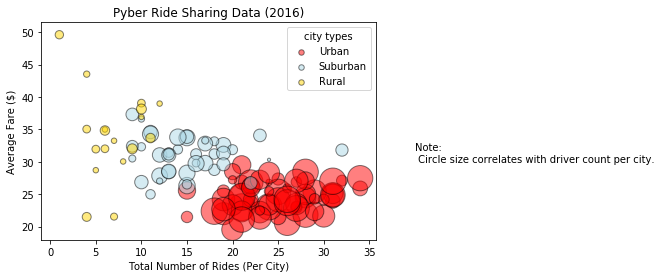 Pyber Ride Sharing Data (2016)
city types
Urban
Suburban
Rural
Average Fare ($)
50
45
40
35
30
25
20
0 5 10 15 20 25 30 35
Total Number of Rides (Per City)
Note:
Circle size correlates with driver count per city.